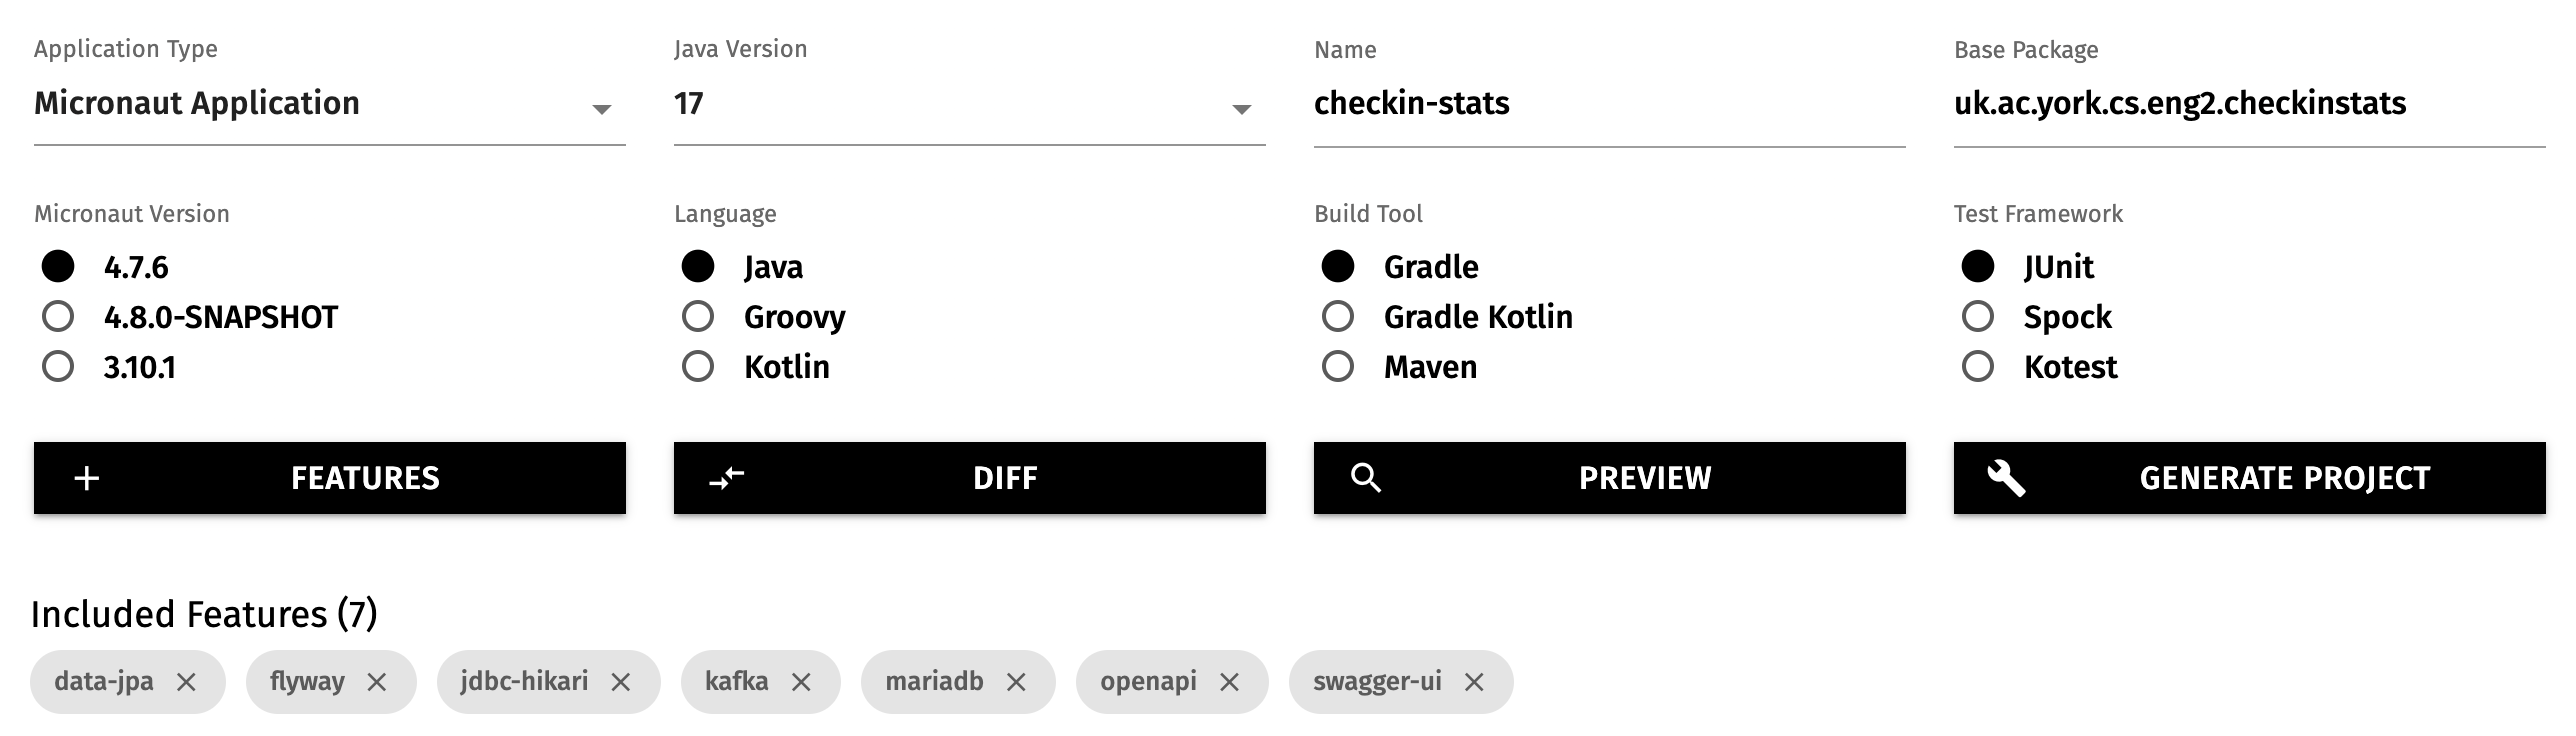 Application Type
Micronaut Application
Java Version
17
Name
checkin-stats
Base Package
uk.ac.york.cs.eng2.checkinstats
Micronaut Version
4.7.6
4.8.0-SNAPSHOT
3.10.1
Language
Java
Groovy
Kotlin
Build Tool
Gradle
Gradle Kotlin
Maven
Test Framework
JUnit
Spock
Kotest
FEATURES
DIFF
PREVIEW
GENERATE PROJECT
Included Features (7)
data-jpa
flyway
jdbc-hikari
kafka
mariadb
openapi
swagger-ui